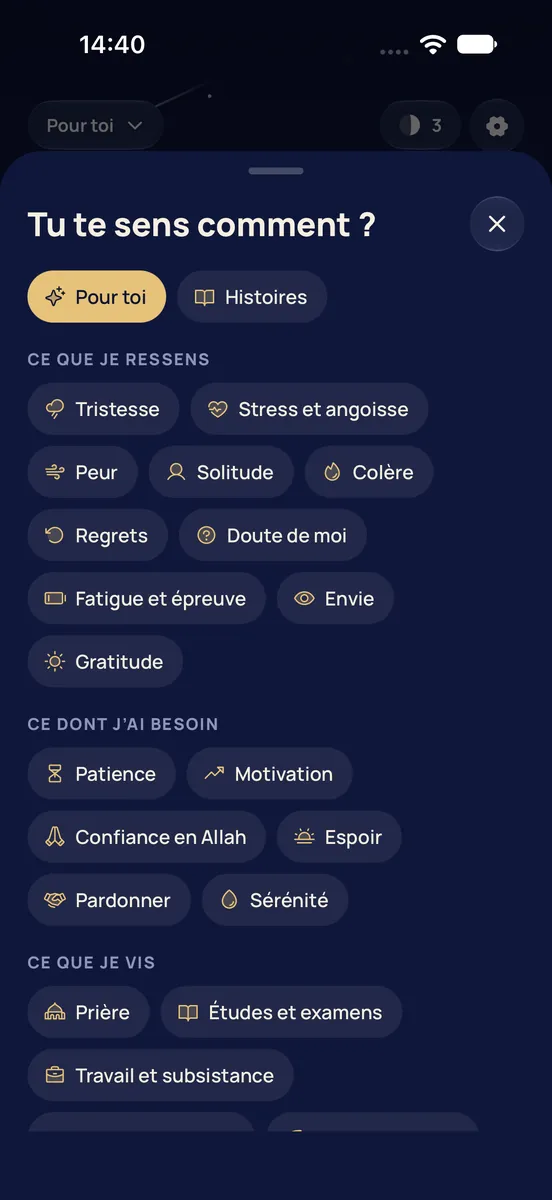 14:40
Pour toi
3
Tu te sens comment ?
Pour toi
Histoires
CE QUE JE RESSENS
Tristesse
Stress et angoisse
Peur
Solitude
Colère
Regrets
Doute de moi
Fatigue et épreuve
Envie
Gratitude
CE DONT J’AI BESOIN
Patience
Motivation
Confiance en Allah
Espoir
Pardonner
Sérénité
CE QUE JE VIS
Prière
Études et examens
Travail et subsistance